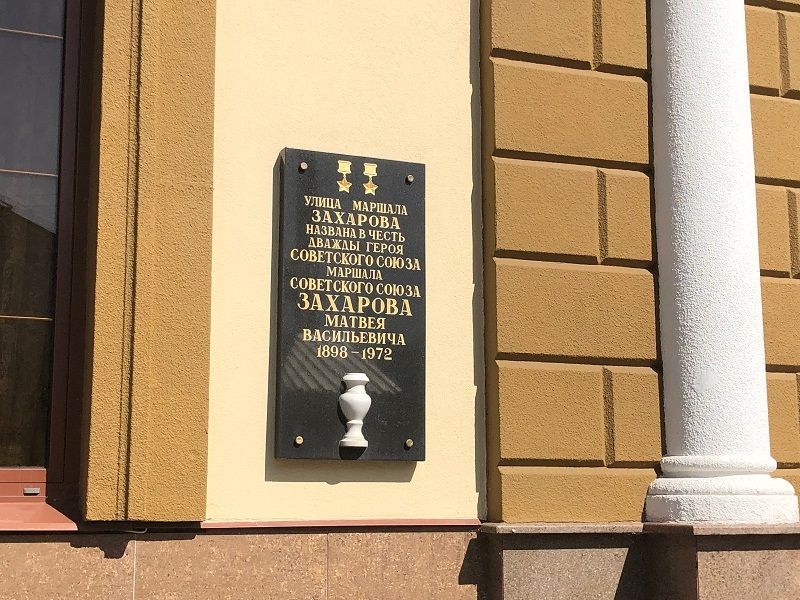 УЛИЦА МАРШАЛА
ЗАХАРОВА
НАЗВАНА В ЧЕСТЬ
ДВАЖДЫ ГЕРОЯ
СОВЕТСКОГО СОЮЗА
МАРШАЛА
СОВЕТСКОГО СОЮЗА
ЗАХАРОВА
МАТВЕЯ
ВАСИЛЬЕВИЧА
1898 – 1972